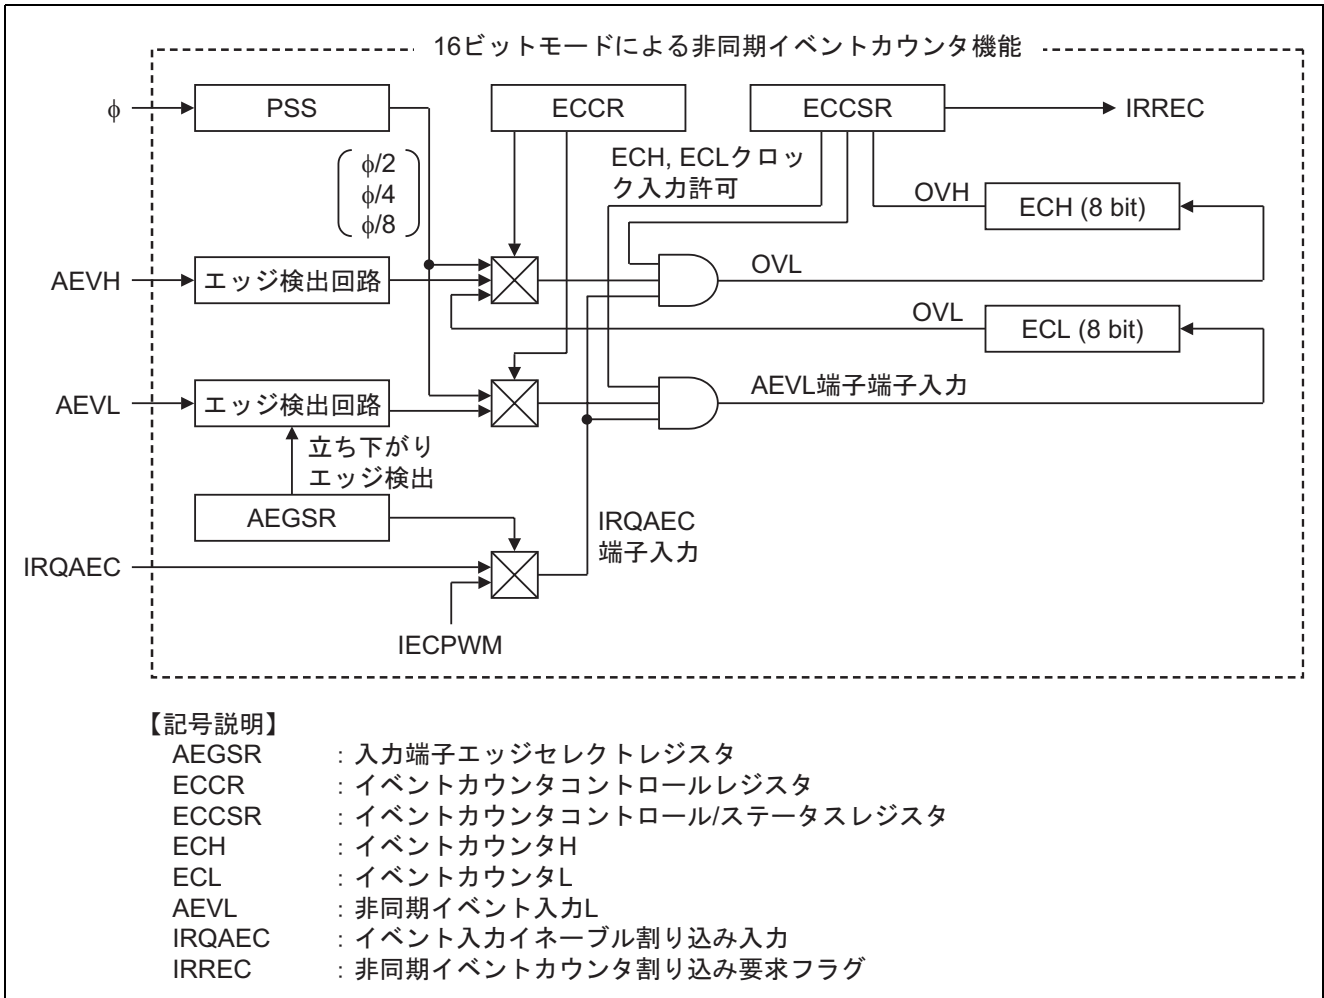 16ビットモードによる非同期イベントカウンタ機能
φ
PSS
ECCR
ECCSR
IRREC
φ/2
φ/4
φ/8
ECH, ECLクロッ
ク入力許可
OVH
ECH (8 bit)
AEVH
エッジ検出回路
OVL
OVL
ECL (8 bit)
AEVL
エッジ検出回路
AEVL端子端子入力
立ち下がり
エッジ検出
AEGSR
IRQAEC
端子入力
IRQAEC
IECPWM
【記号説明】
AEGSR : 入力端子エッジセレクトレジスタ
ECCR : イベントカウンタコントロールレジスタ
ECCSR : イベントカウンタコントロール/ステータスレジスタ
ECH : イベントカウンタH
ECL : イベントカウンタL
AEVL : 非同期イベント入力L
IRQAEC : イベント入力イネーブル割り込み入力
IRREC : 非同期イベントカウンタ割り込み要求フラグ